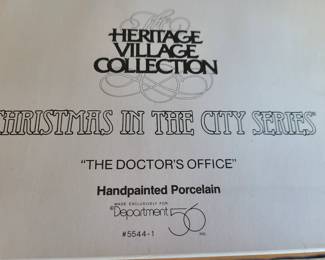 The
HERITAGE
VILLAGE
COLLECTION
CHRISTMAS IN THE CITY SERIES
"THE DOCTOR'S OFFICE"
Handpainted Porcelain
MADE EXCLUSIVELY FOR
©Department 56 INC.
#5544-1